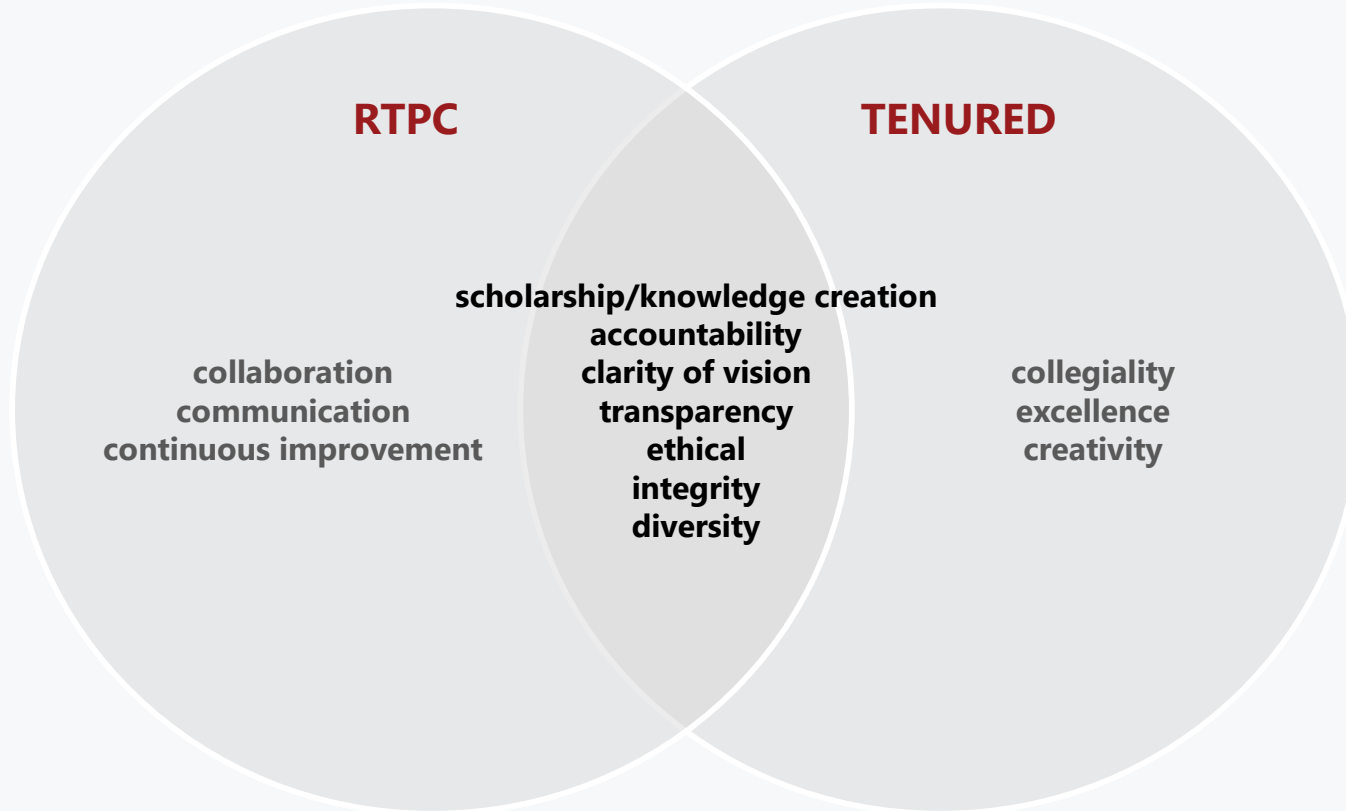 RTPC
TENURED
scholarship/knowledge creation
accountability
clarity of vision
transparency
ethical
integrity
diversity
collaboration
communication
continuous improvement
collegiality
excellence
creativity